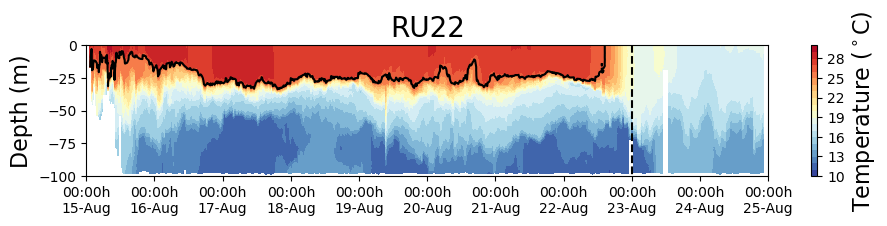 RU22
Depth (m)
0
−25
−50
−75
−100
00:00h 00:00h 00:00h 00:00h 00:00h 00:00h 00:00h 00:00h 00:00h 00:00h 00:00h
15-Aug 16-Aug 17-Aug 18-Aug 19-Aug 20-Aug 21-Aug 22-Aug 23-Aug 24-Aug 25-Aug
28
25
22
19
16
13
10
Temperature (°C)